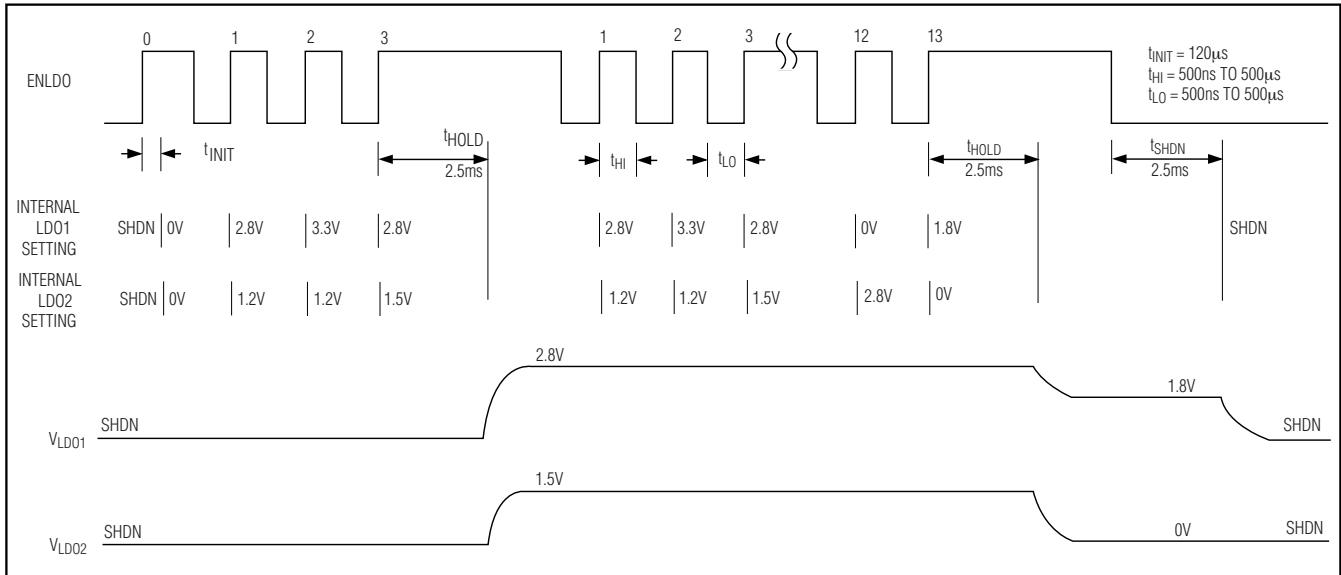 0 1 2 3 1 2 3 12 13
ENLDO
tINIT = 120µs
tHI = 500ns TO 500µs
tLO = 500ns TO 500µs
tINIT
tHOLD
2.5ms
tHI
tLO
tHOLD
2.5ms
tSHDN
2.5ms
INTERNAL
LDO1
SETTING
SHDN 0V 2.8V 3.3V 2.8V 2.8V 3.3V 2.8V 0V 1.8V SHDN
INTERNAL
LDO2
SETTING
SHDN 0V 1.2V 1.2V 1.5V 1.2V 1.2V 1.5V 2.8V 0V
2.8V
1.8V
VLDO1 SHDN SHDN
1.5V
VLDO2 SHDN 0V SHDN